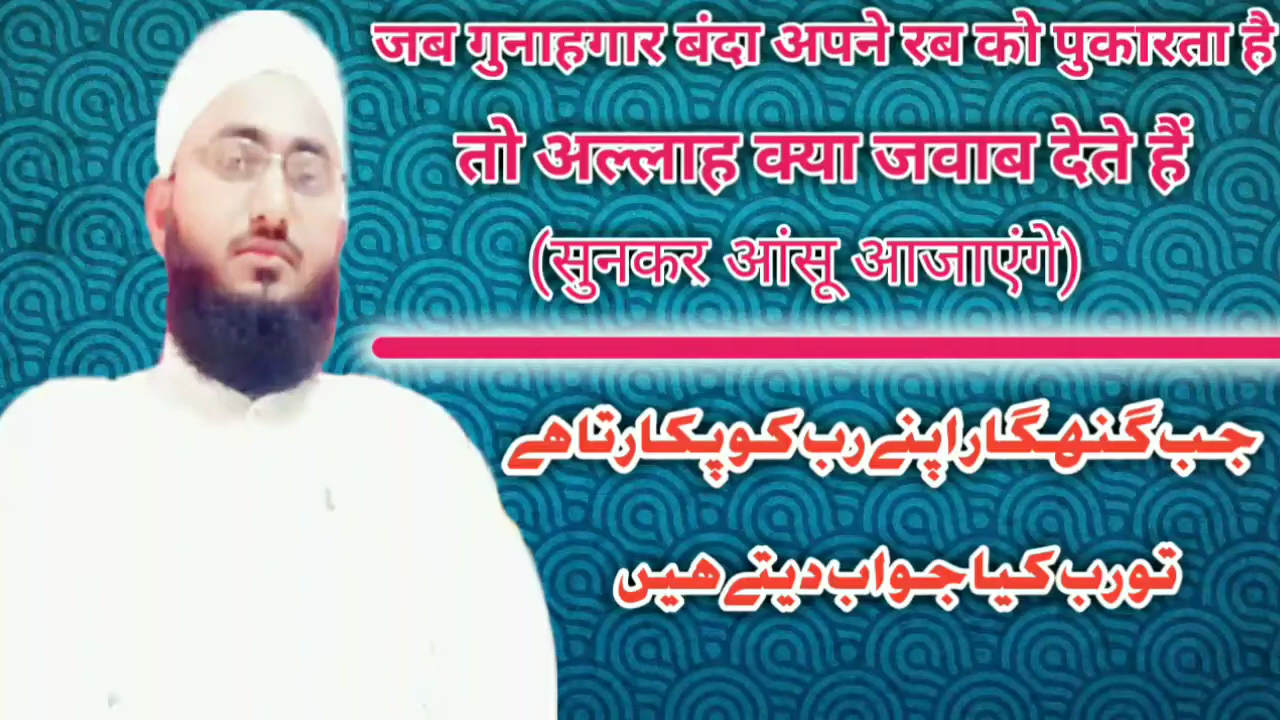 जब गुनाहगार बंदा अपने रब को पुकारता है
तो अल्लाह क्या जवाब देते हैं
(सुनकर आंसू आजाएंगे)
جب گنہگار اپنے رب کو پکارتا ھے
تو رب کیا جواب دیتے ھیں